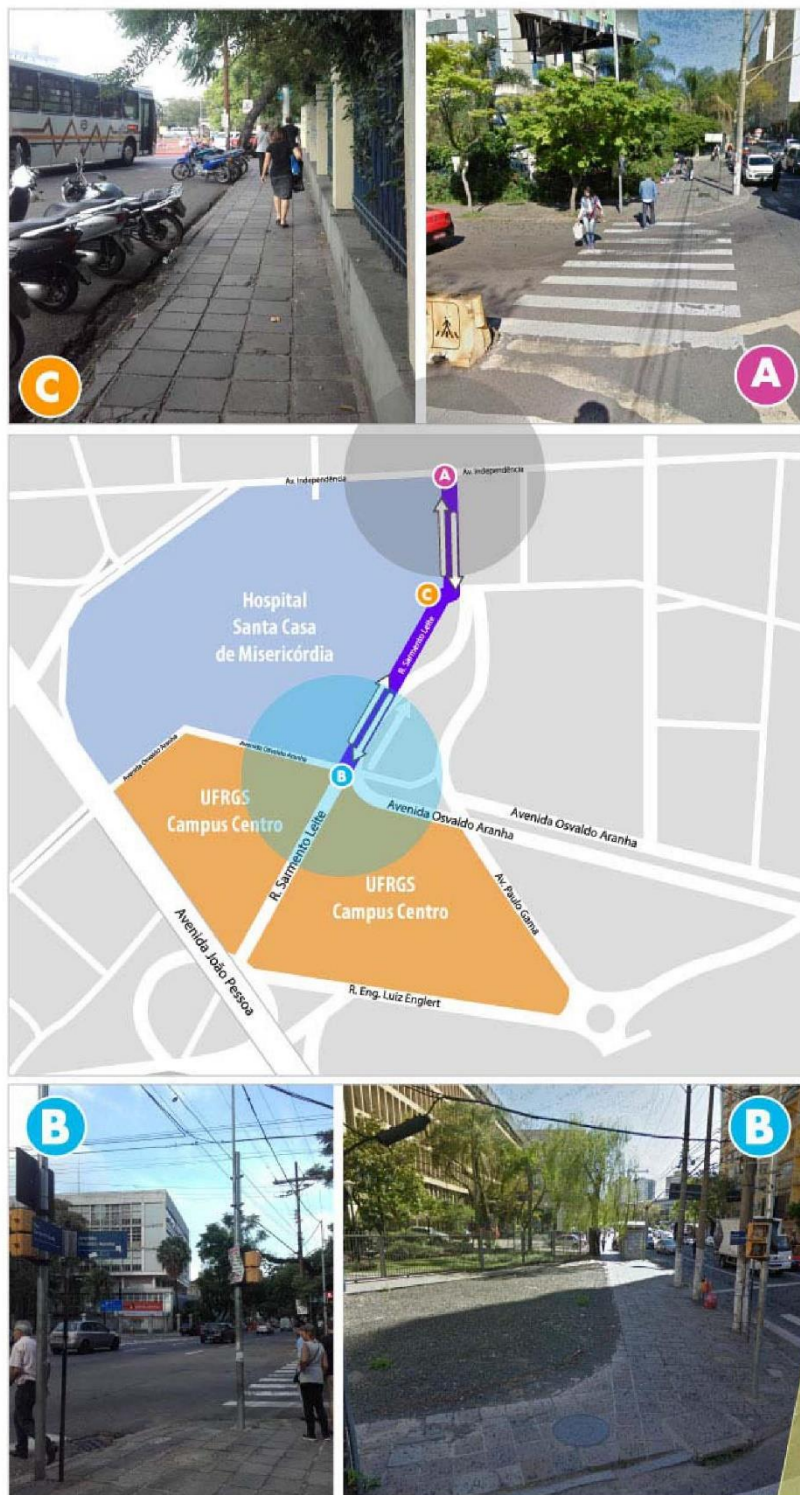 C
A
Av. Independência
A
Av. Independência
C
Hospital
Santa Casa
de Misericórdia
R. Sarmento Leite
Avenida Osvaldo Aranha
Avenida Osvaldo Aranha
B
UFRGS
Campus Centro
R. Sarmento Leite
Avenida Osvaldo Aranha
Avenida Osvaldo Aranha
UFRGS
Campus Centro
Av. Paulo Gama
Avenida João Pessoa
R. Eng. Luiz Englert
B
B